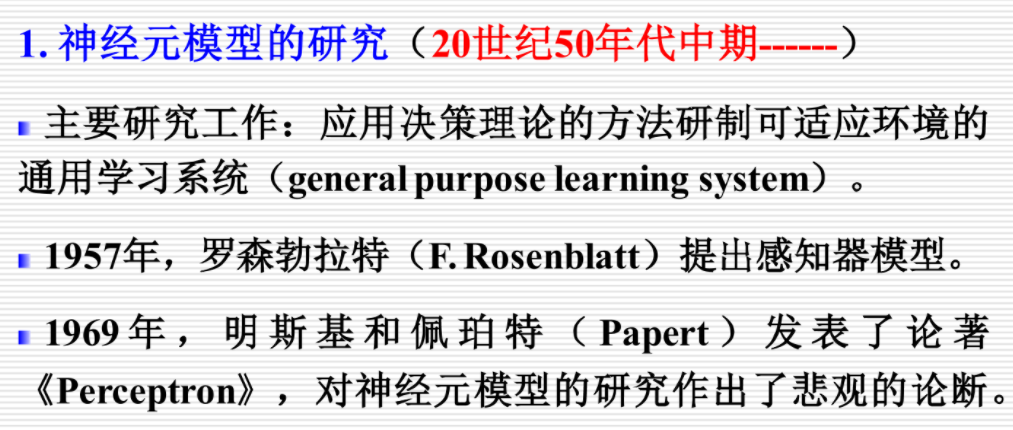 1. 神经元模型的研究（20世纪50年代中期------）
主要研究工作：应用决策理论的方法研制可适应环境的
通用学习系统（general purpose learning system）。
1957年，罗森勃拉特（F. Rosenblatt）提出感知器模型。
1969年，明斯基和佩珀特（Papert）发表了论著
《Perceptron》，对神经元模型的研究作出了悲观的论断。